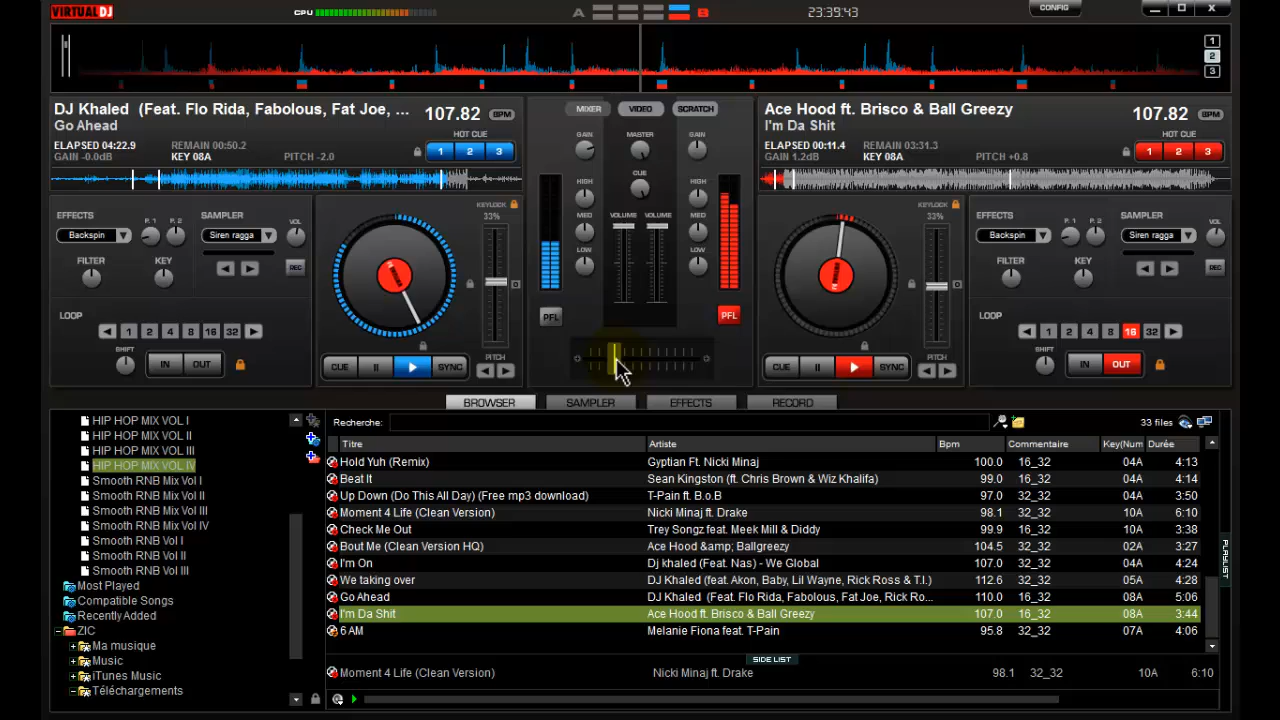 VIRTUAL DJ
CPU
A
B
23:39:43
CONFIG
1
2
3
DJ Khaled (Feat. Flo Rida, Fabolous, Fat Joe, ...
Go Ahead
107.82 BPM
ELAPSED 04:22.9 REMAIN 00:50.2
GAIN -0.0dB KEY 08A PITCH -2.0
HOT CUE
1 2 3
MIXER VIDEO SCRATCH
GAIN MASTER GAIN
CUE
HIGH VOLUME VOLUME HIGH
MED MED
LOW LOW
PFL PFL
Ace Hood ft. Brisco & Ball Greezy
I'm Da Shit
107.82 BPM
ELAPSED 00:11.4 REMAIN 03:31.3
GAIN 1.2dB KEY 08A PITCH +0.8
HOT CUE
1 2 3
EFFECTS P. 1 P. 2 SAMPLER VOL
Backspin Siren ragga
FILTER KEY REC
LOOP
1 2 4 8 16 32
SHIFT IN OUT
KEYLOCK
33%
CUE SYNC PITCH
KEYLOCK
33%
CUE SYNC PITCH
EFFECTS P. 1 P. 2 SAMPLER VOL
Backspin Siren ragga
FILTER KEY REC
LOOP
1 2 4 8 16 32
SHIFT IN OUT
BROWSER SAMPLER EFFECTS RECORD
HIP HOP MIX VOL I
HIP HOP MIX VOL II
HIP HOP MIX VOL III
HIP HOP MIX VOL IV
Smooth RNB Mix Vol I
Smooth RNB Mix Vol II
Smooth RNB Mix Vol III
Smooth RNB Mix Vol IV
Smooth RNB Vol I
Smooth RNB Vol II
Smooth RNB Vol III
Most Played
Compatible Songs
Recently Added
ZIC
Ma musique
Music
iTunes Music
Téléchargements
Recherche: 33 files
Titre Artiste Bpm Commentaire Key(Num Durée
Hold Yuh (Remix) Gyptian Ft. Nicki Minaj 100.0 16_32 04A 4:13
Beat It Sean Kingston (ft. Chris Brown & Wiz Khalifa) 99.0 16_32 04A 4:14
Up Down (Do This All Day) (Free mp3 download) T-Pain ft. B.o.B 97.0 16_32 04A 3:50
Moment 4 Life (Clean Version) Nicki Minaj ft. Drake 98.1 32_32 10A 6:10
Check Me Out Trey Songz feat. Meek Mill & Diddy 99.9 16_32 10A 3:38
Bout Me (Clean Version HQ) Ace Hood &amp; Ballgreezy 104.5 32_32 02A 3:27
I'm On Dj khaled (Feat. Nas) - We Global 107.0 16_32 04A 4:24
We taking over DJ Khaled (feat. Akon, Baby, Lil Wayne, Rick Ross & T.I.) 112.6 16_32 05A 4:28
Go Ahead DJ Khaled (Feat. Flo Rida, Fabolous, Fat Joe, Rick Ro... 110.0 16_32 08A 5:06
I'm Da Shit Ace Hood ft. Brisco & Ball Greezy 107.0 16_32 08A 3:44
6 AM Melanie Fiona feat. T-Pain 95.8 32_32 07A 4:06
SIDE LIST
Moment 4 Life (Clean Version) Nicki Minaj ft. Drake 98.1 32_32 10A 6:10
PLAYLIST